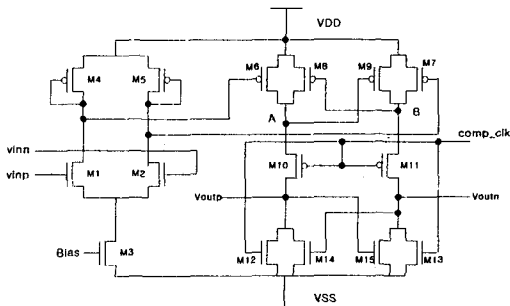 VDD
M4
M5
M6
M8
M9
M7
A
B
comp_clk
vinn
vinp
M1
M2
M10
M11
Voutp
Voutn
Bias
M3
M12
M14
M15
M13
VSS